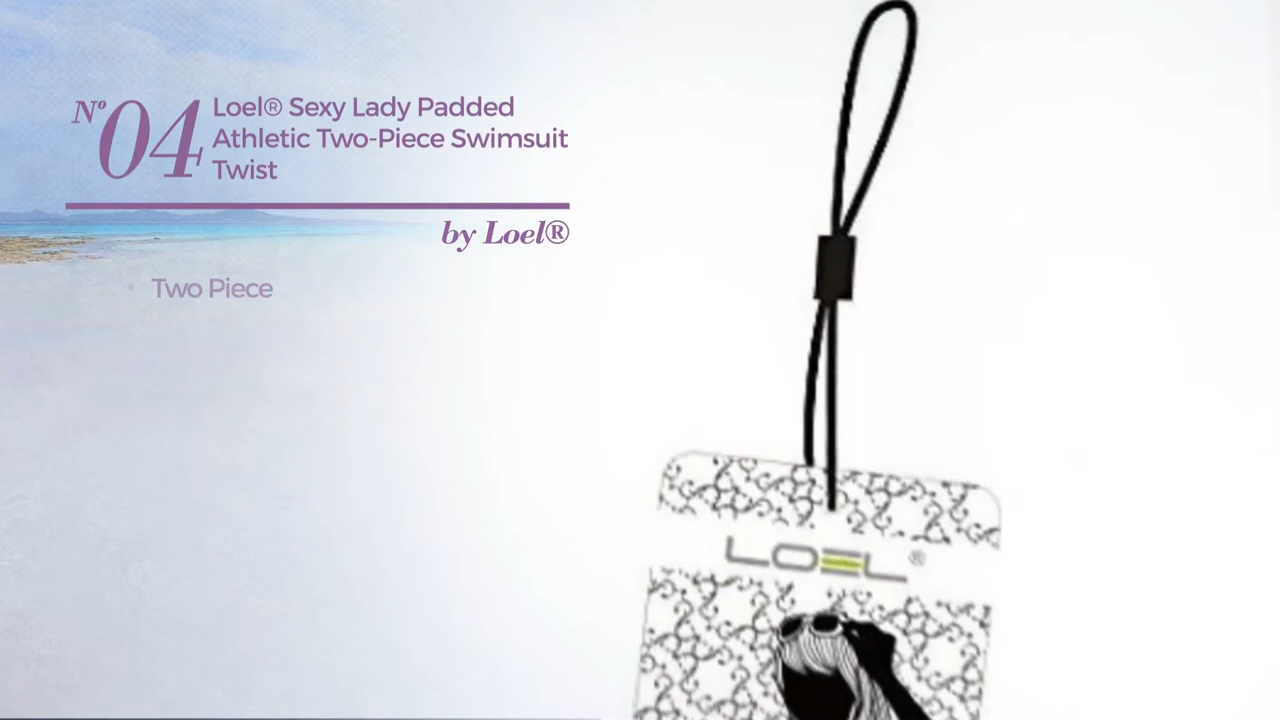 Nº04
Loel® Sexy Lady Padded
Athletic Two-Piece Swimsuit
Twist
by Loel®
Two Piece
LOEL®